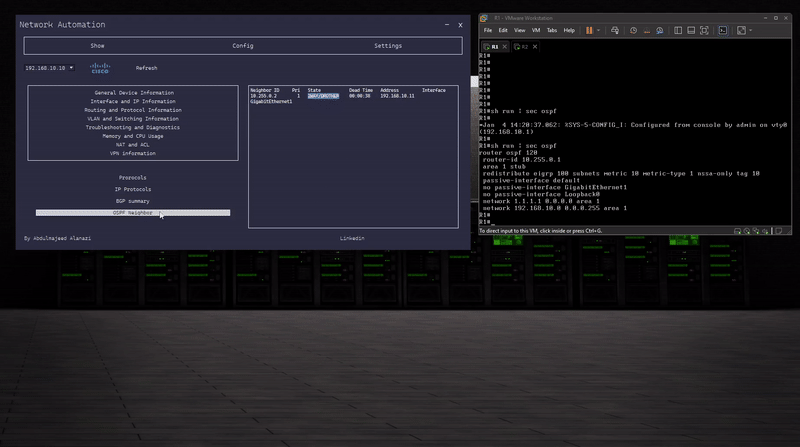 Network Automation
Show Config Settings
192.168.10.10 CISCO Refresh
General Device Information
Interface and IP Information
Routing and Protocol Information
VLAN and Switching Information
Troubleshooting and Diagnostics
Memory and CPU Usage
NAT and ACL
VPN information
Prorocols
IP Protocols
BGP summary
OSPF Neighbor
Neighbor ID Pri State Dead Time Address Interface
10.255.0.2 1 00:00:38 192.168.10.11
GigabitEthernet1
By Abdulmajeed Alanazi Linkedin
VMware Workstation
File Edit View VM Tabs Help
R1 R2
R1#
R1#
R1#
R1#
R1#
R1#
R1#
R1#sh run | sec ospf
R1#
*Jan 4 14:20:37.062: %SYS-5-CONFIG_I: Configured from console by admin on vty0
(192.168.10.1)
R1#sh run | sec ospf
router ospf 120
router-id 10.255.0.1
area 1 stub
redistribute eigrp 100 subnets metric 10 metric-type 1 nssa-only tag 10
passive-interface default
no passive-interface GigabitEthernet1
no passive-interface Loopback0
network 1.1.1.1 0.0.0.0 area 1
network 192.168.10.0 0.0.0.255 area 1
R1#
R1#_
To direct input to this VM, click inside or press Ctrl+G.